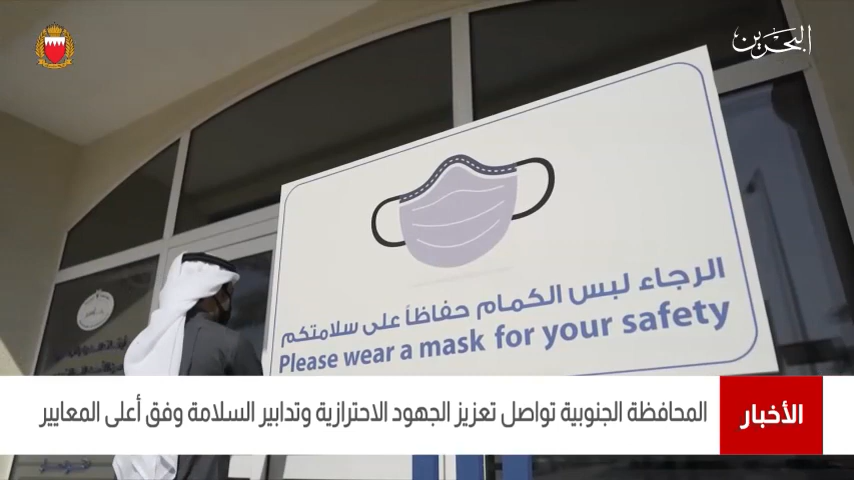 البحرين
الرجاء لبس الكمام حفاظاً على سلامتكم
Please wear a mask for your safety
الأخبار
المحافظة الجنوبية تواصل تعزيز الجهود الاحترازية وتدابير السلامة وفق أعلى المعايير